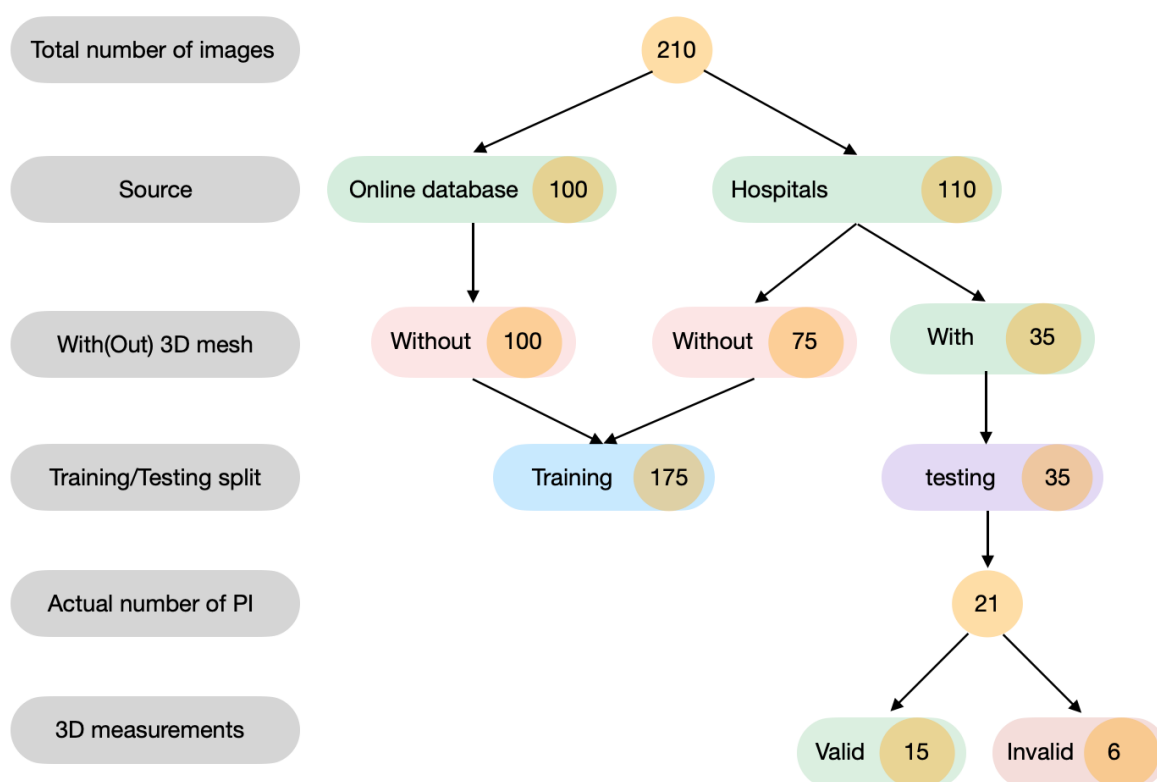 Total number of images
210
Source
Online database 100
Hospitals 110
With(Out) 3D mesh
Without 100
Without 75
With 35
Training/Testing split
Training 175
testing 35
Actual number of PI
21
3D measurements
Valid 15
Invalid 6